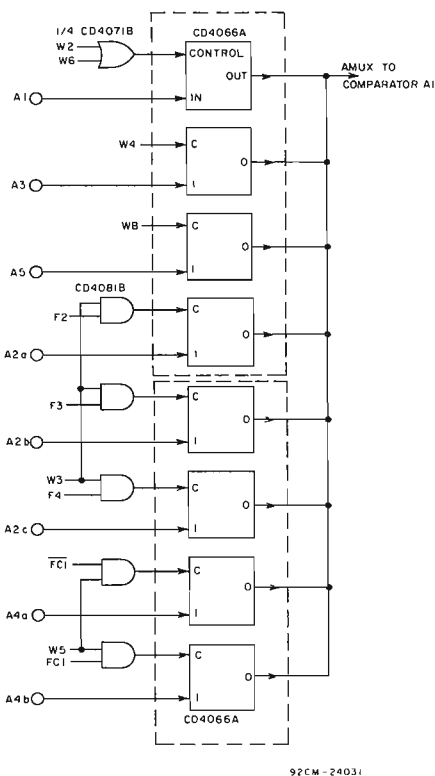 1/4 CD4071B
CD4066A
W2
W6
CONTROL
OUT
AMUX TO
COMPARATOR A1
A1
IN
W4
C
O
A3
I
W8
C
O
A5
I
CD4081B
F2
C
O
A2a
I
F3
C
O
A2b
I
W3
F4
C
O
A2c
I
FC1
C
O
A4a
I
W5
FC1
C
O
A4b
I
CD4066A
92CM-24031